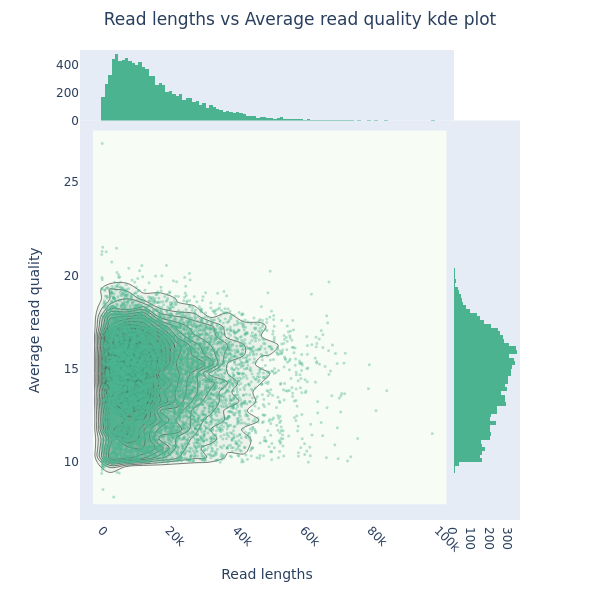 Read lengths vs Average read quality kde plot
400
200
0
25
20
15
10
Average read quality
0
20k
40k
60k
80k
100k
0
100
200
300
Read lengths